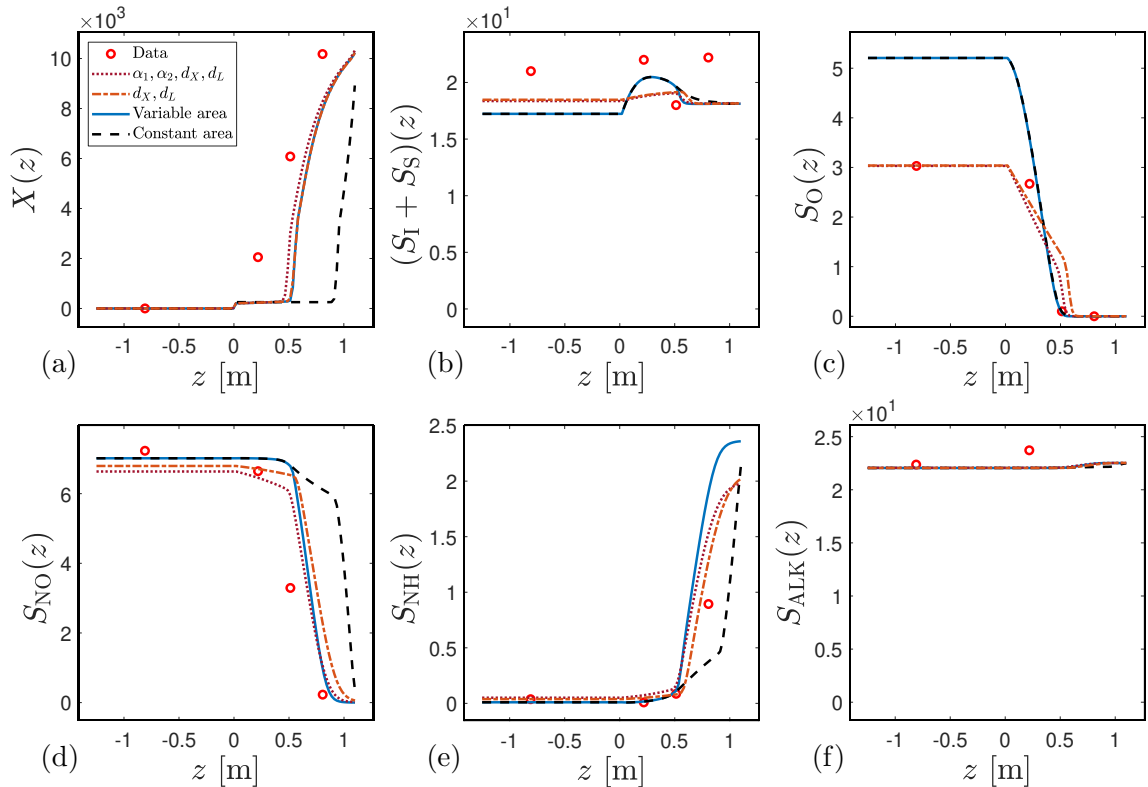 ×10³
10
8
6
4
2
0
X(z)
Data
α₁, α₂, d_X, d_L
d_X, d_L
Variable area
Constant area
-1 -0.5 0 0.5 1
(a) z [m]
×10¹
2
1
0
(S_I + S_S)(z)
-1 -0.5 0 0.5 1
(b) z [m]
5
4
3
2
1
0
S_O(z)
-1 -0.5 0 0.5 1
(c) z [m]
6
4
2
0
S_NO(z)
-1 -0.5 0 0.5 1
(d) z [m]
2.5
2
1.5
1
0.5
0
S_NH(z)
-1 -0.5 0 0.5 1
(e) z [m]
×10¹
2.5
2
1.5
1
0.5
0
S_ALK(z)
-1 -0.5 0 0.5 1
(f) z [m]